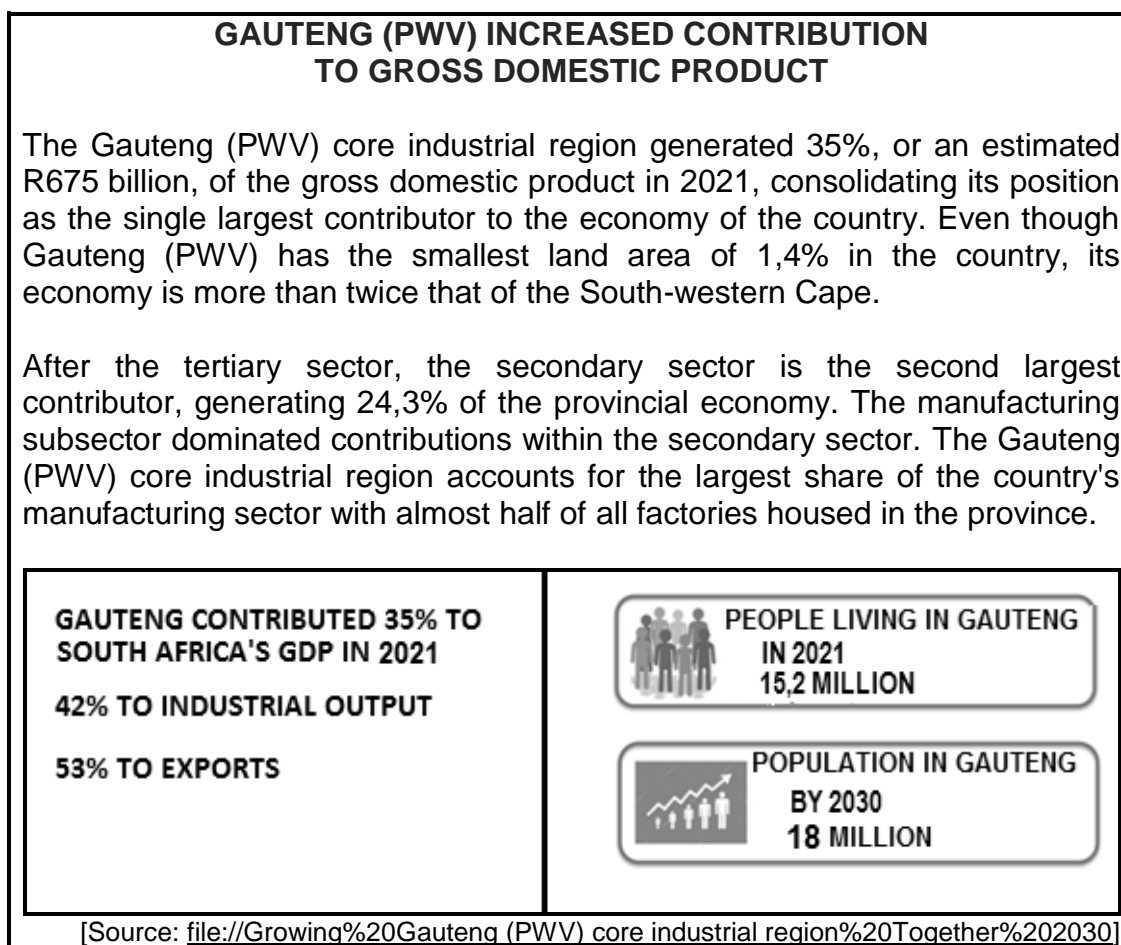 GAUTENG (PWV) INCREASED CONTRIBUTION
TO GROSS DOMESTIC PRODUCT
The Gauteng (PWV) core industrial region generated 35%, or an estimated
R675 billion, of the gross domestic product in 2021, consolidating its position
as the single largest contributor to the economy of the country. Even though
Gauteng (PWV) has the smallest land area of 1,4% in the country, its
economy is more than twice that of the South-western Cape.
After the tertiary sector, the secondary sector is the second largest
contributor, generating 24,3% of the provincial economy. The manufacturing
subsector dominated contributions within the secondary sector. The Gauteng
(PWV) core industrial region accounts for the largest share of the country's
manufacturing sector with almost half of all factories housed in the province.
GAUTENG CONTRIBUTED 35% TO
SOUTH AFRICA'S GDP IN 2021
42% TO INDUSTRIAL OUTPUT
53% TO EXPORTS
PEOPLE LIVING IN GAUTENG
IN 2021
15,2 MILLION
POPULATION IN GAUTENG
BY 2030
18 MILLION
[Source: file://Growing%20Gauteng (PWV) core industrial region%20Together%202030]